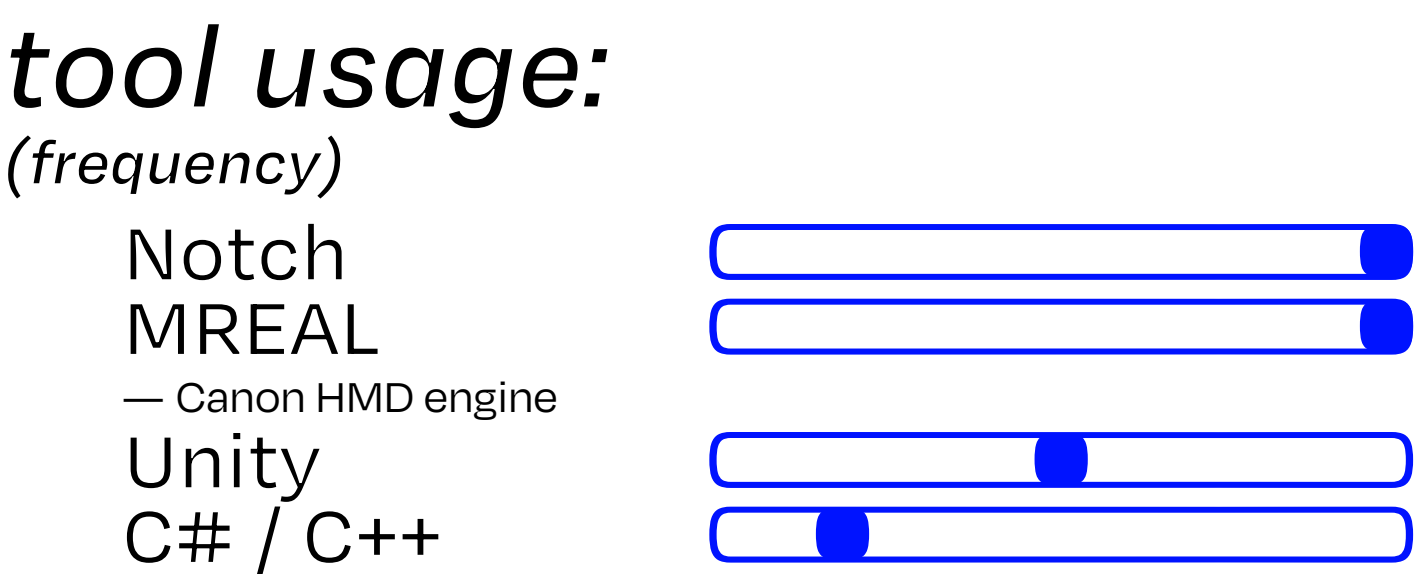 tool usage:
(frequency)
Notch
MREAL
— Canon HMD engine
Unity
C# / C++